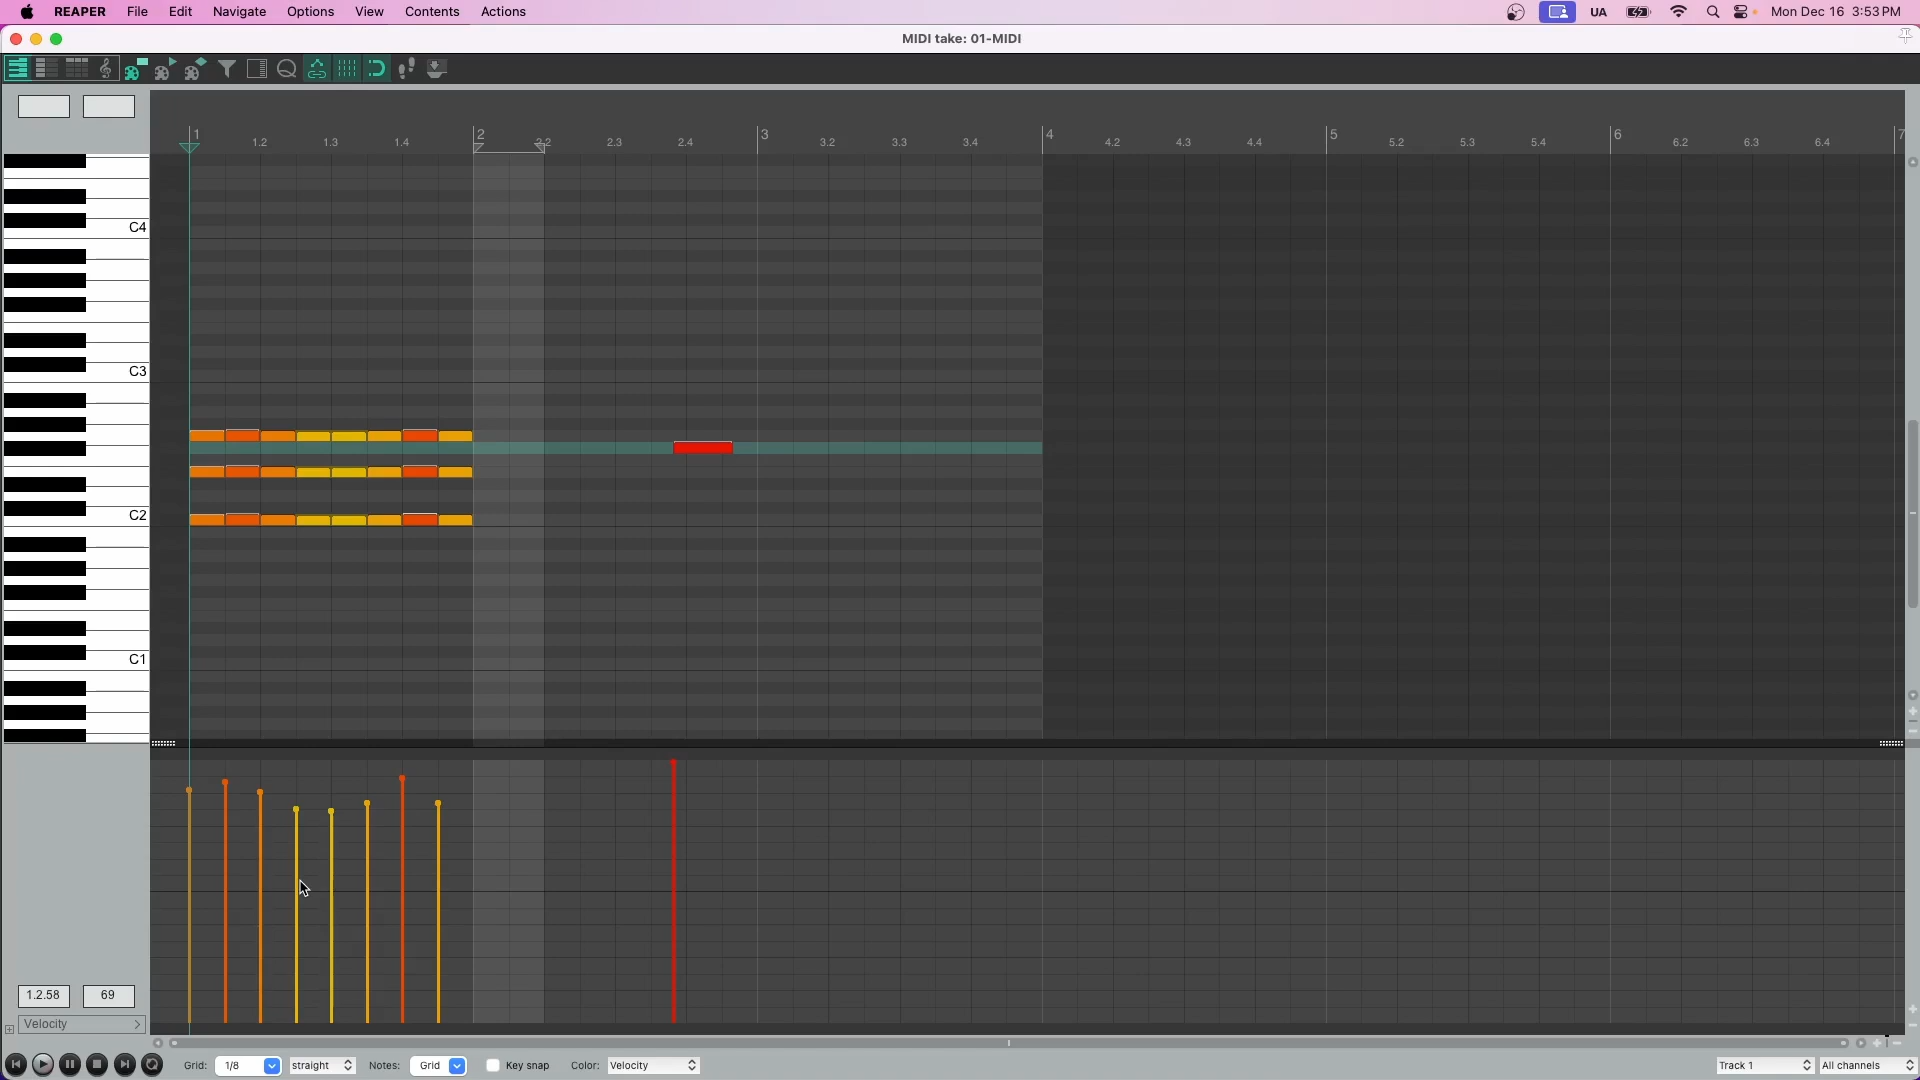 REAPER File Edit Navigate Options View Contents Actions UA Mon Dec 16 3:53 PM
MIDI take: 01-MIDI
1 2 3 4 5 6 7
1.2 1.3 1.4 2.2 2.3 2.4 3.2 3.3 3.4 4.2 4.3 4.4 5.2 5.3 5.4 6.2 6.3 6.4
C4
C3
C2
C1
1.2.58 69
Velocity
Grid: 1/8 straight Notes: Grid Key snap Color: Velocity Track 1 All channels